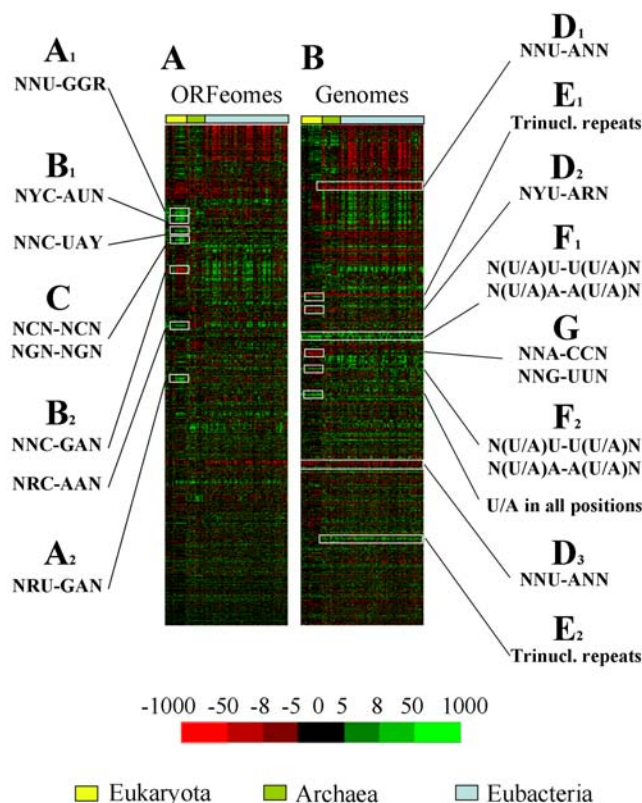 A1
NNU-GGR
B1
NYC-AUN
NNC-UAY
C
NCN-NCN
NGN-NGN
B2
NNC-GAN
NRC-AAN
A2
NRU-GAN
A
ORFeomes
B
Genomes
D1
NNU-ANN
E1
Trinucl. repeats
D2
NYU-ARN
F1
N(U/A)U-U(U/A)N
N(U/A)A-A(U/A)N
G
NNA-CCN
NNG-UUN
F2
N(U/A)U-U(U/A)N
N(U/A)A-A(U/A)N
U/A in all positions
D3
NNU-ANN
E2
Trinucl. repeats
-1000 -50 -8 -5 0 5 8 50 1000
Eukaryota Archaea Eubacteria